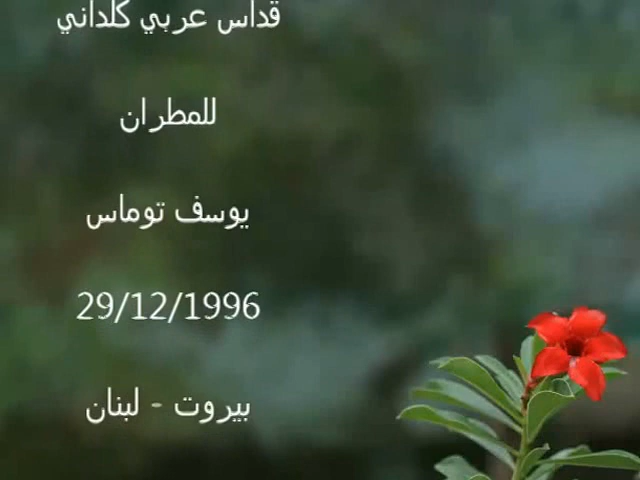 قداس عربي كلداني
للمطران
يوسف توماس
29/12/1996
بيروت - لبنان